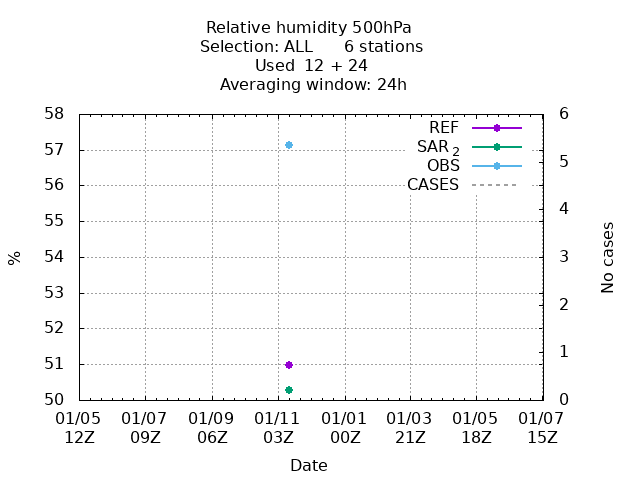 Relative humidity 500hPa
Selection: ALL      6 stations
Used  12 + 24
Averaging window: 24h
58 57 56 55 54 53 52 51 50
6 5 4 3 2 1 0
%
No cases
REF
SAR 2
OBS
CASES
01/05 01/07 01/09 01/11 01/01 01/03 01/05 01/07
12Z 09Z 06Z 03Z 00Z 21Z 18Z 15Z
Date